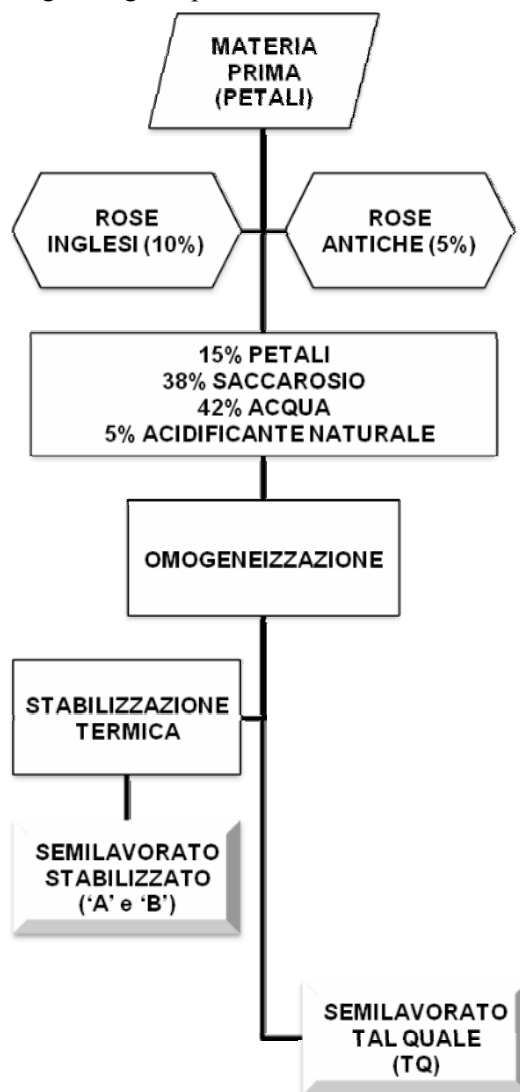 MATERIA
PRIMA
(PETALI)
ROSE
INGLESI (10%)
ROSE
ANTICHE (5%)
15% PETALI
38% SACCAROSIO
42% ACQUA
5% ACIDIFICANTE NATURALE
OMOGENEIZZAZIONE
STABILIZZAZIONE
TERMICA
SEMILAVORATO
STABILIZZATO
('A' e 'B')
SEMILAVORATO
TAL QUALE
(TQ)